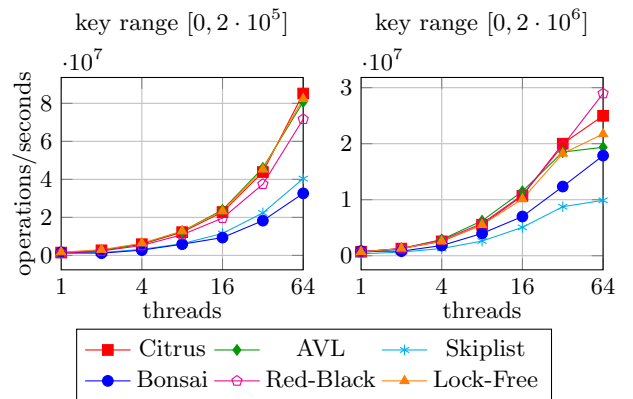 key range [0, 2 · 10^5]
key range [0, 2 · 10^6]
·10^7
·10^7
operations/seconds
8
6
4
2
0
1 4 16 64
threads
3
2
1
0
1 4 16 64
threads
Citrus AVL Skiplist
Bonsai Red-Black Lock-Free